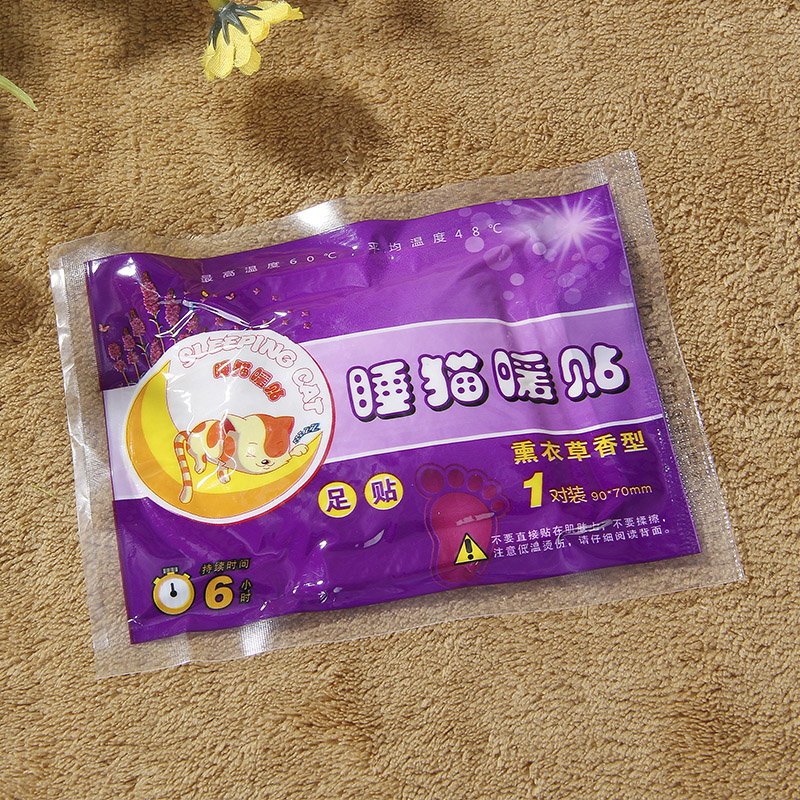 最高温度60℃，平均温度48℃
SLEEPING CAT
睡猫暖贴
zzz
睡猫暖贴
薰衣草香型
足贴
1对装 90*70mm
不要直接贴在肌肤上，不要揉擦，
注意低温烫伤，请仔细阅读背面。
持续时间
6小时